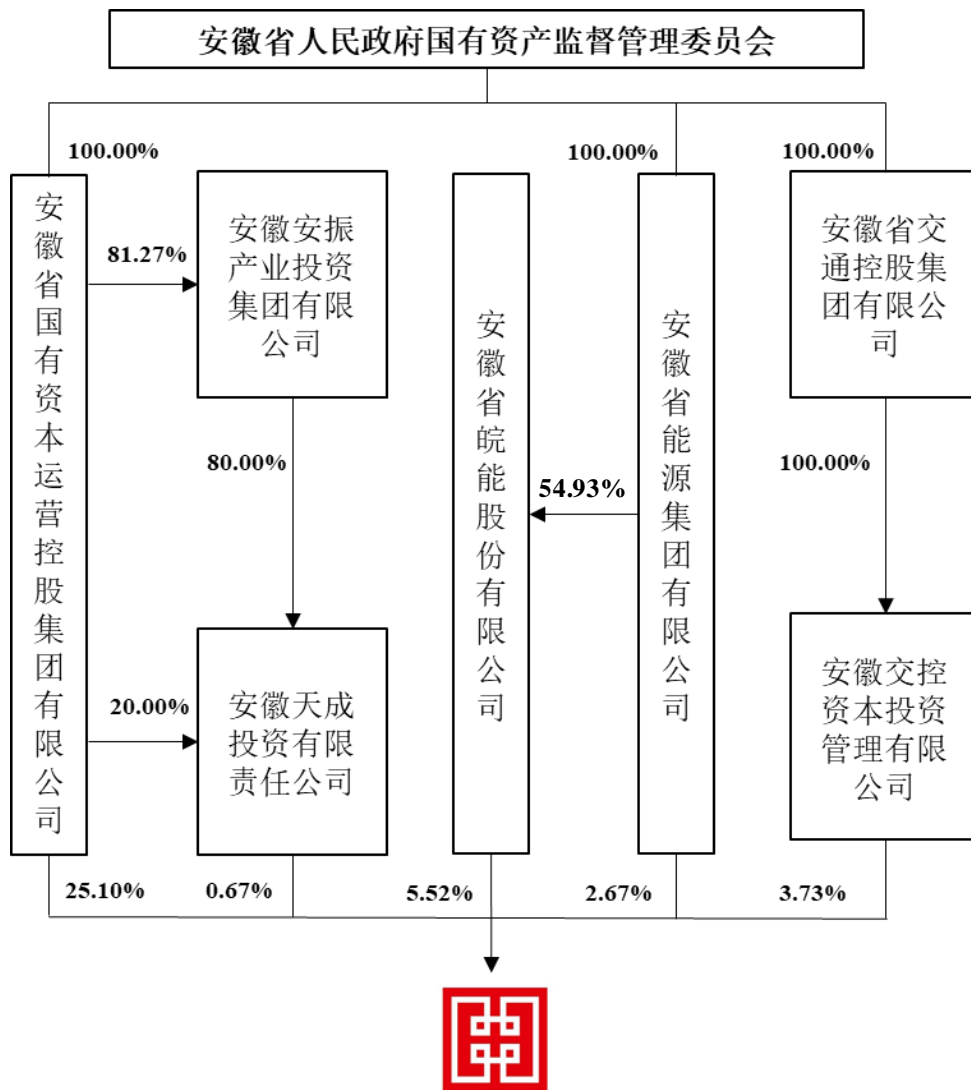 安徽省人民政府国有资产监督管理委员会
100.00%
100.00%
100.00%
安徽省国有资本运营控股集团有限公司
81.27%
安徽安振
产业投资
集团有限
公司
安徽省皖能股份有限公司
54.93%
安徽省能源集团有限公司
安徽省交
通控股集
团有限公
司
80.00%
100.00%
20.00%
安徽天成
投资有限
责任公司
安徽交控
资本投资
管理有限
公司
25.10%
0.67%
5.52%
2.67%
3.73%